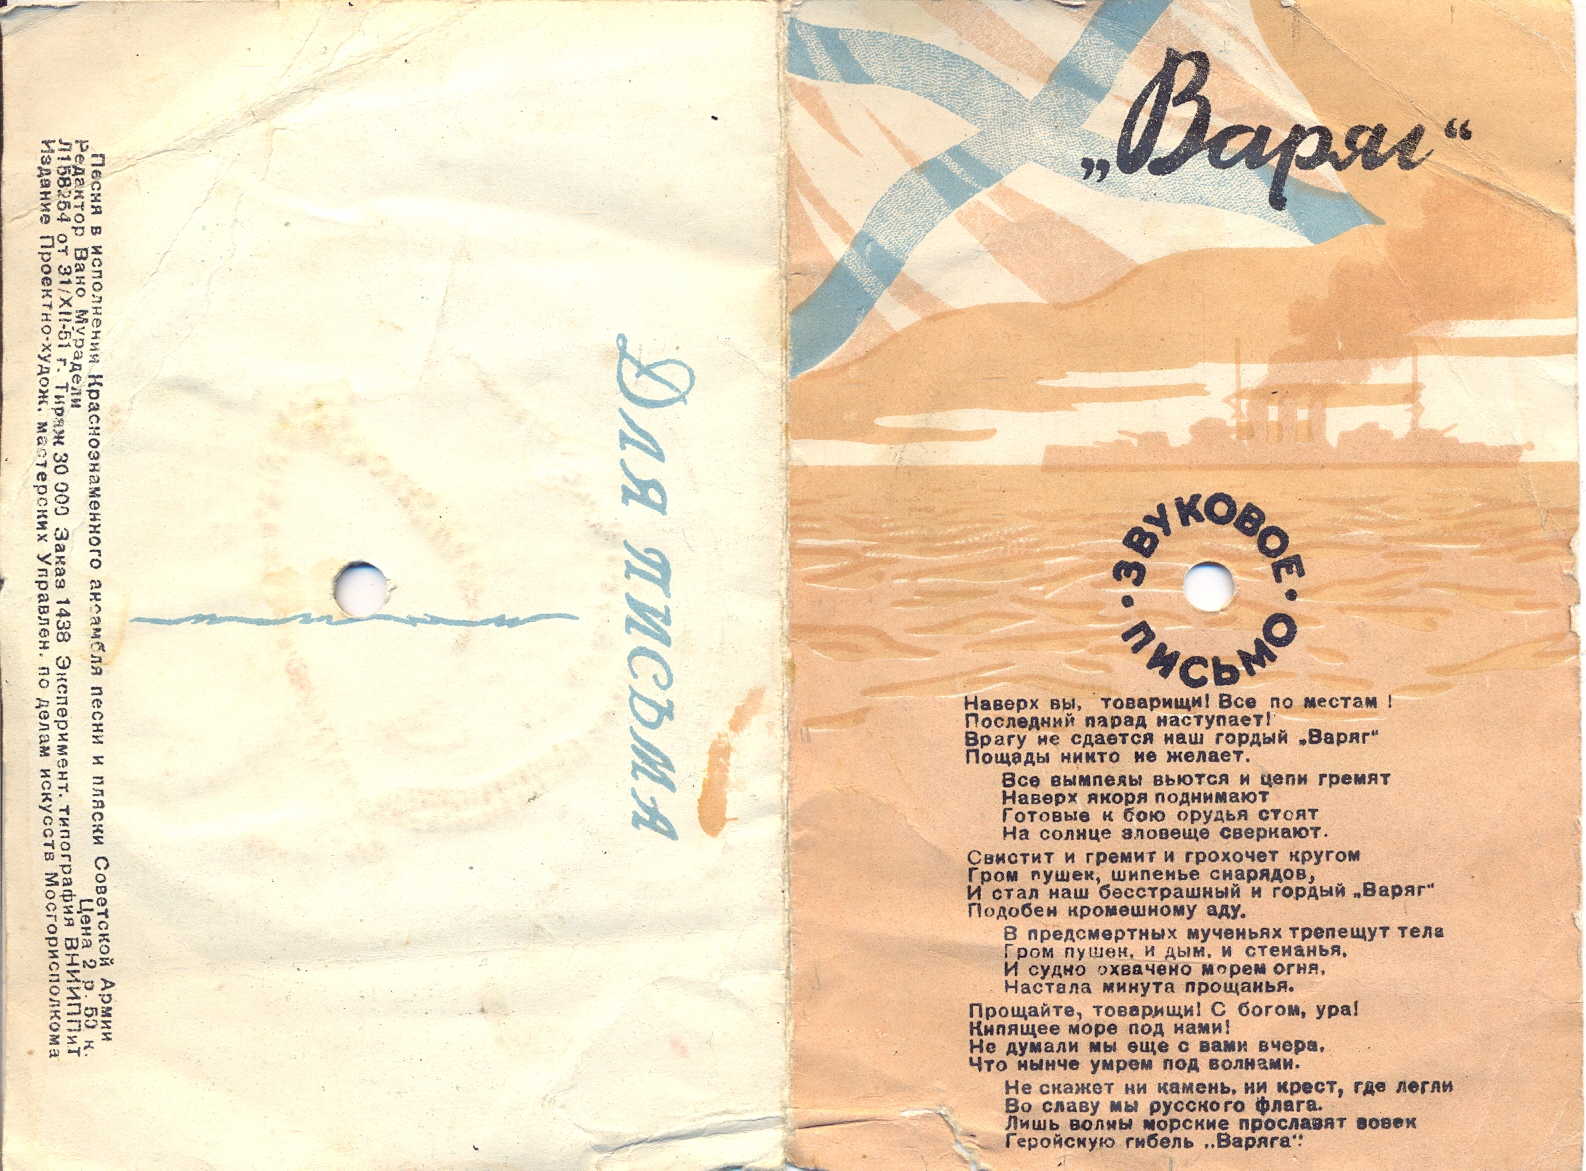 „Варяг“
ЗВУКОВОЕ • ПИСЬМО •
Наверх вы, товарищи! Все по местам!
Последний парад наступает!
Врагу не сдается наш гордый „Варяг“
Пощады никто не желает.
Все вымпелы вьются и цепи гремят
Наверх якоря поднимают
Готовые к бою орудья стоят
На солнце зловеще сверкают.
Свистит и гремит и грохочет кругом
Гром пушек, шипенье снарядов,
И стал наш бесстрашный и гордый „Варяг“
Подобен кромешному аду.
В предсмертных мученьях трепещут тела
Гром пушек, и дым, и стенанья,
И судно охвачено морем огня,
Настала минута прощанья.
Прощайте, товарищи! С богом, ура!
Кипящее море под нами!
Не думали мы еще с вами вчера,
Что нынче умрем под волнами.
Не скажет ни камень, ни крест, где легли
Во славу мы русского флага.
Лишь волны морские прославят вовек
Геройскую гибель „Варяга“.
Для письма
Песня в исполнения Краснознаменного ансамбля песни и пляски Советской Армии
Редактор Вано Мурадели Цена 2 р. 50 к.
Л158254 от 31/XII-51 г. Тираж 30 000 Заказ 1438 Эксперимент. типография ВНИИППиТ
Издание Проектно-худож. мастерских Управлен. по делам искусств Мосгорисполкома